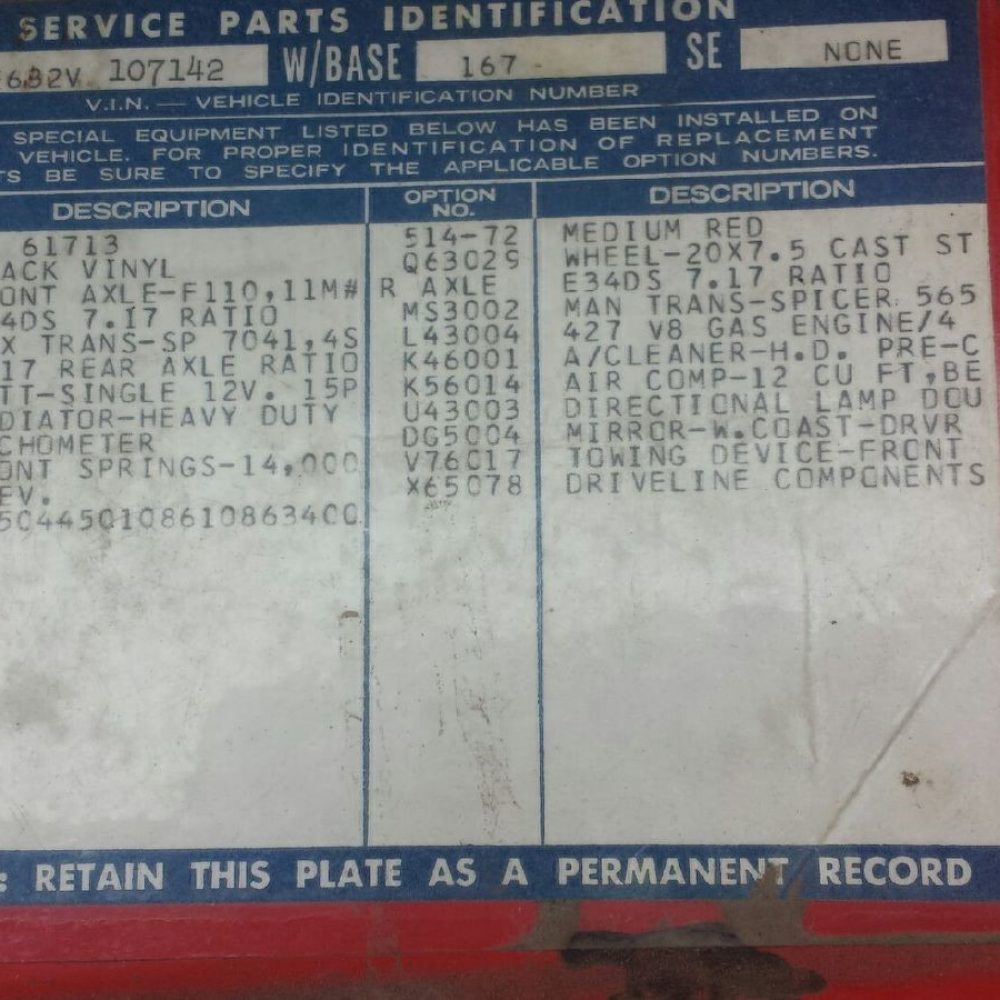 SERVICE PARTS IDENTIFICATION
632V 107142 W/BASE 167 SE NONE
V.I.N. — VEHICLE IDENTIFICATION NUMBER
SPECIAL EQUIPMENT LISTED BELOW HAS BEEN INSTALLED ON
VEHICLE. FOR PROPER IDENTIFICATION OF REPLACEMENT
TS BE SURE TO SPECIFY THE APPLICABLE OPTION NUMBERS.
DESCRIPTION OPTION NO. DESCRIPTION
61713 514-72 MEDIUM RED
ACK VINYL Q63029 WHEEL-20X7.5 CAST ST
ONT AXLE-F110,11M# R AXLE E34DS 7.17 RATIO
4DS 7.17 RATIO MS3002 MAN TRANS-SPICER 565
X TRANS-SP 7041,4S L43004 427 V8 GAS ENGINE/4
17 REAR AXLE RATIO K46001 A/CLEANER-H.D. PRE-C
TT-SINGLE 12V. 15P K56014 AIR COMP-12 CU FT,BE
DIATOR-HEAVY DUTY U43003 DIRECTIONAL LAMP DOU
CHOMETER DG5004 MIRROR-W.COAST-DRVR
ONT SPRINGS-14,000 V76017 TOWING DEVICE-FRONT
EV. X65078 DRIVELINE COMPONENTS
50445010861086340C
: RETAIN THIS PLATE AS A PERMANENT RECORD